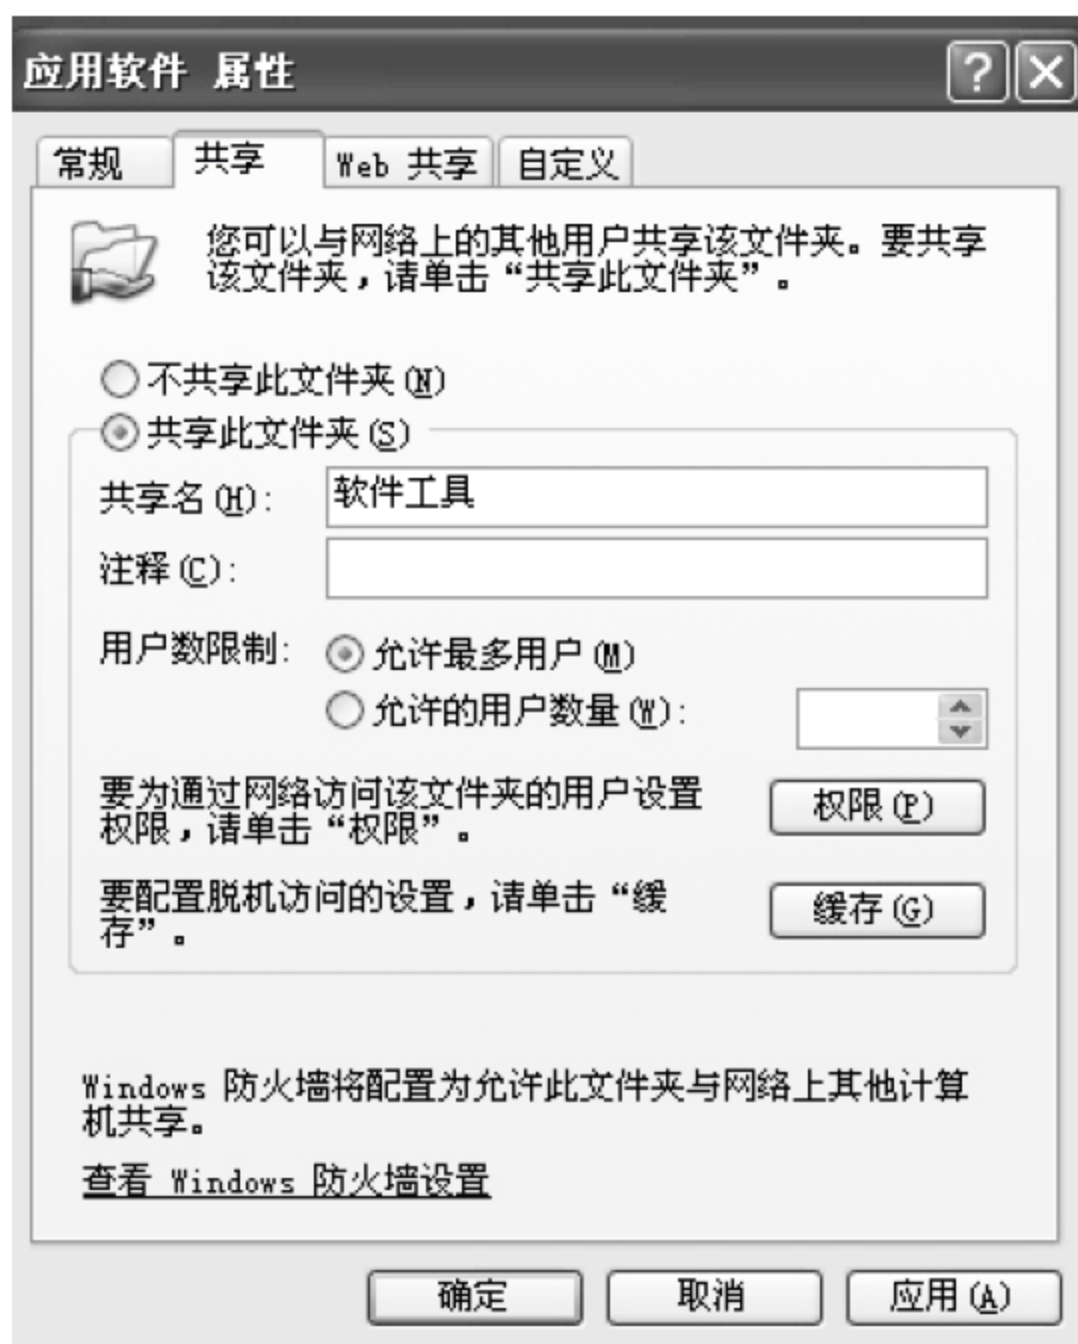 应用软件 属性
常规 共享 Web 共享 自定义
您可以与网络上的其他用户共享该文件夹。要共享
该文件夹，请单击“共享此文件夹”。
不共享此文件夹(N)
共享此文件夹(S)
共享名(H): 软件工具
注释(C):
用户数限制: 允许最多用户(M)
允许的用户数量(W):
要为通过网络访问该文件夹的用户设置
权限，请单击“权限”。
权限(P)
要配置脱机访问的设置，请单击“缓
存”。
缓存(G)
Windows 防火墙将配置为允许此文件夹与网络上其他计算
机共享。
查看 Windows 防火墙设置
确定 取消 应用(A)